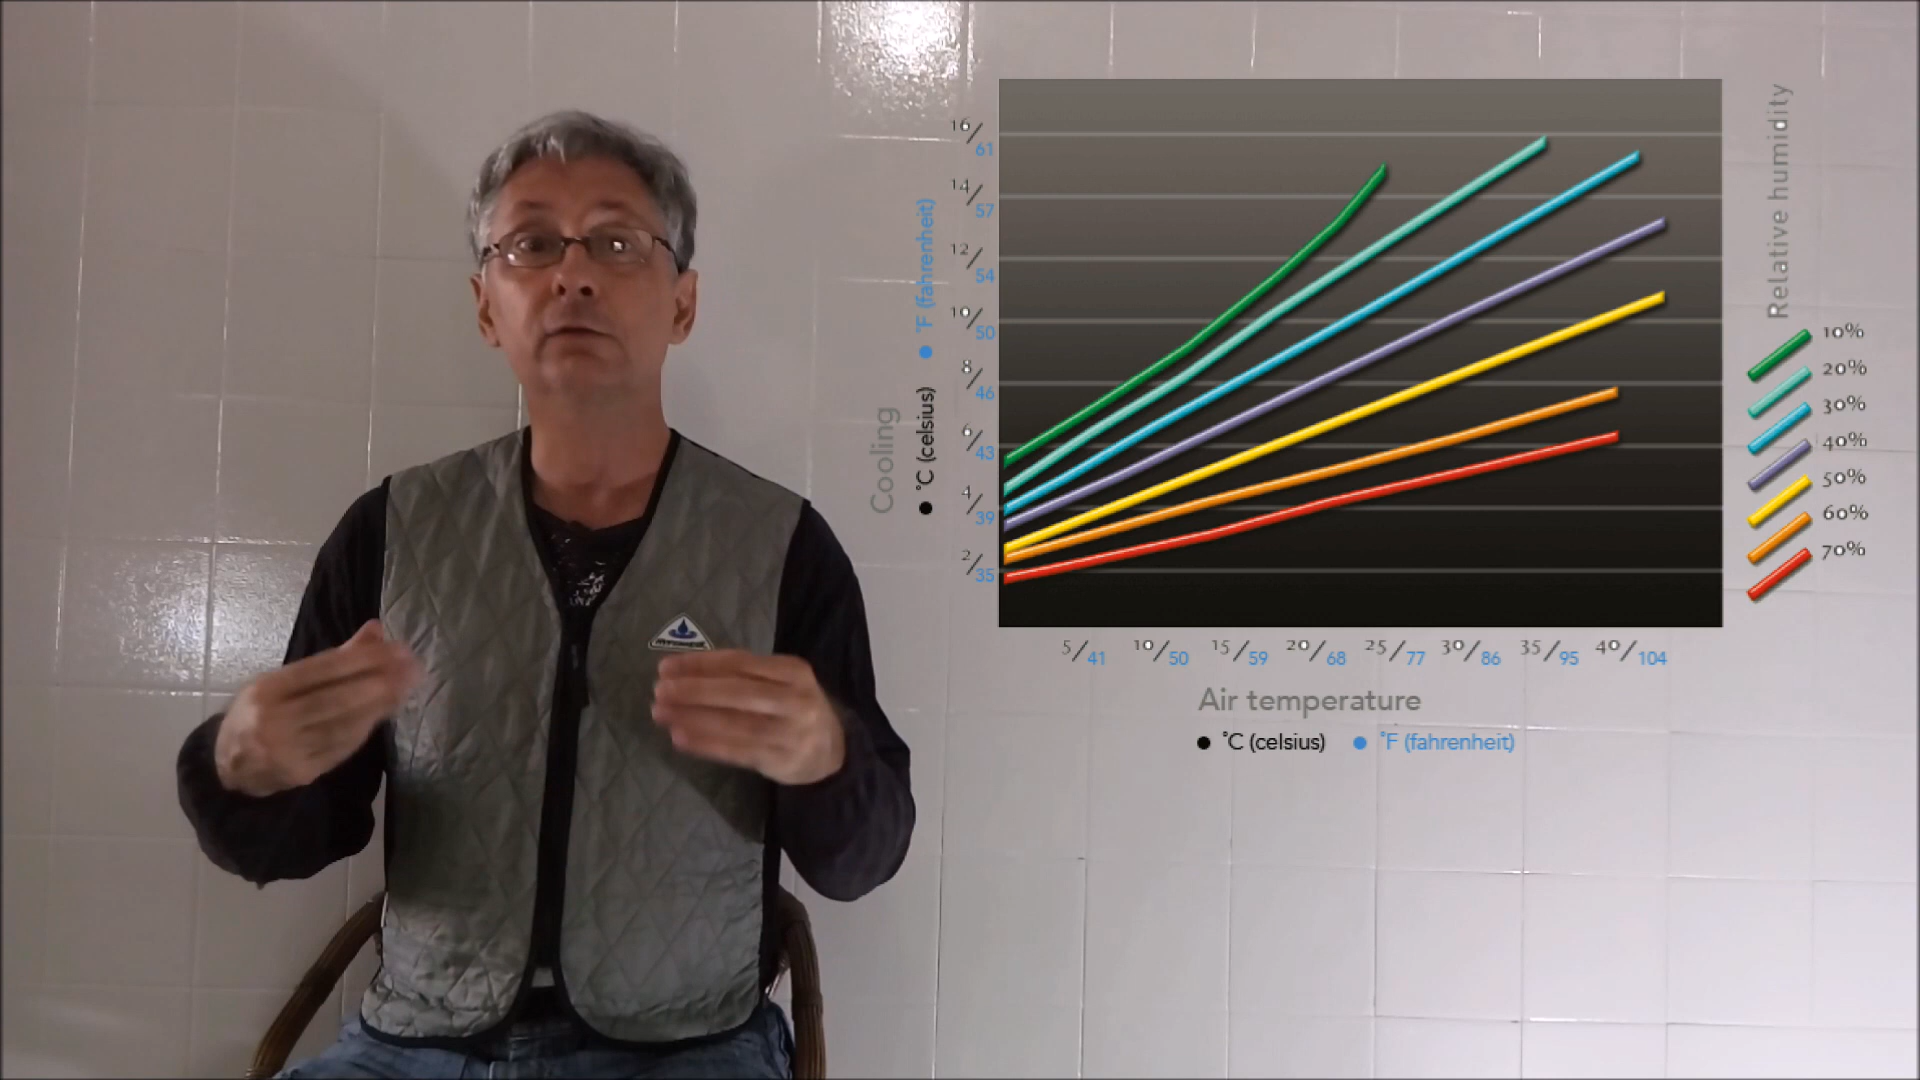 16/61
14/57
12/54
10/50
8/46
6/43
4/39
2/35
Cooling
● °C (celsius) ● °F (fahrenheit)
5/41 10/50 15/59 20/68 25/77 30/86 35/95 40/104
Air temperature
● °C (celsius) ● °F (fahrenheit)
Relative humidity
10%
20%
30%
40%
50%
60%
70%